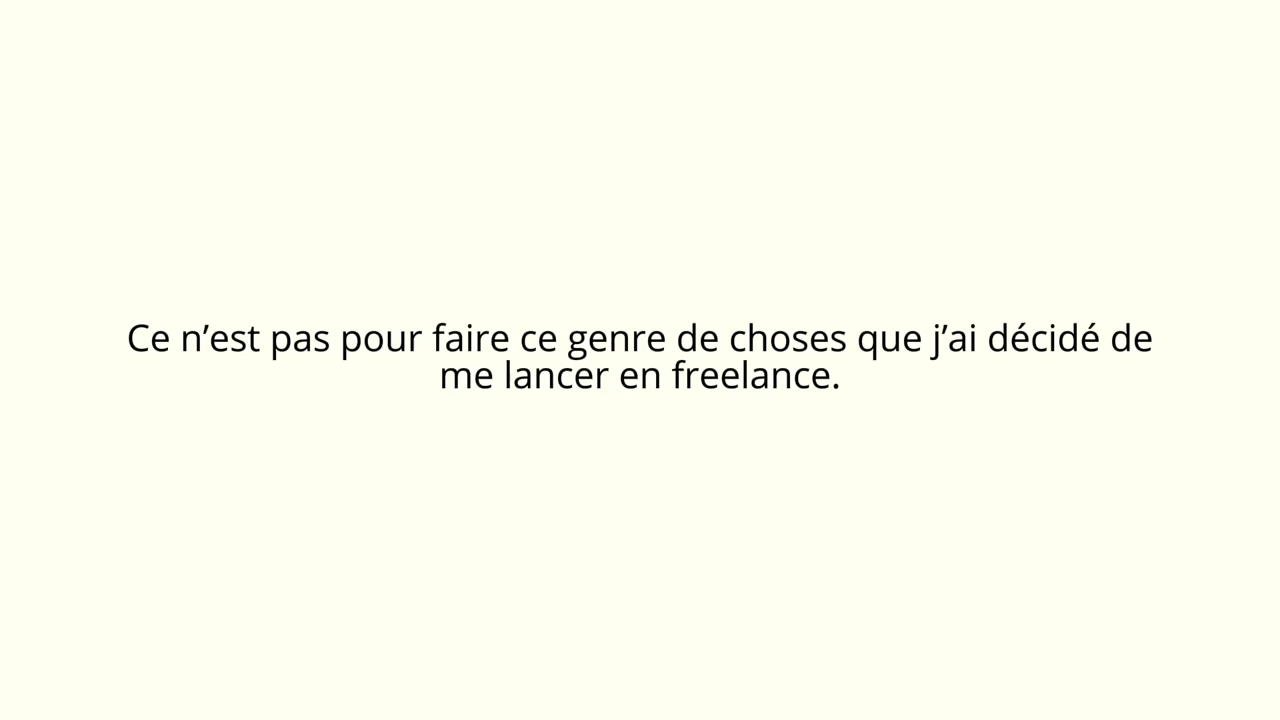 Ce n’est pas pour faire ce genre de choses que j’ai décidé de
me lancer en freelance.